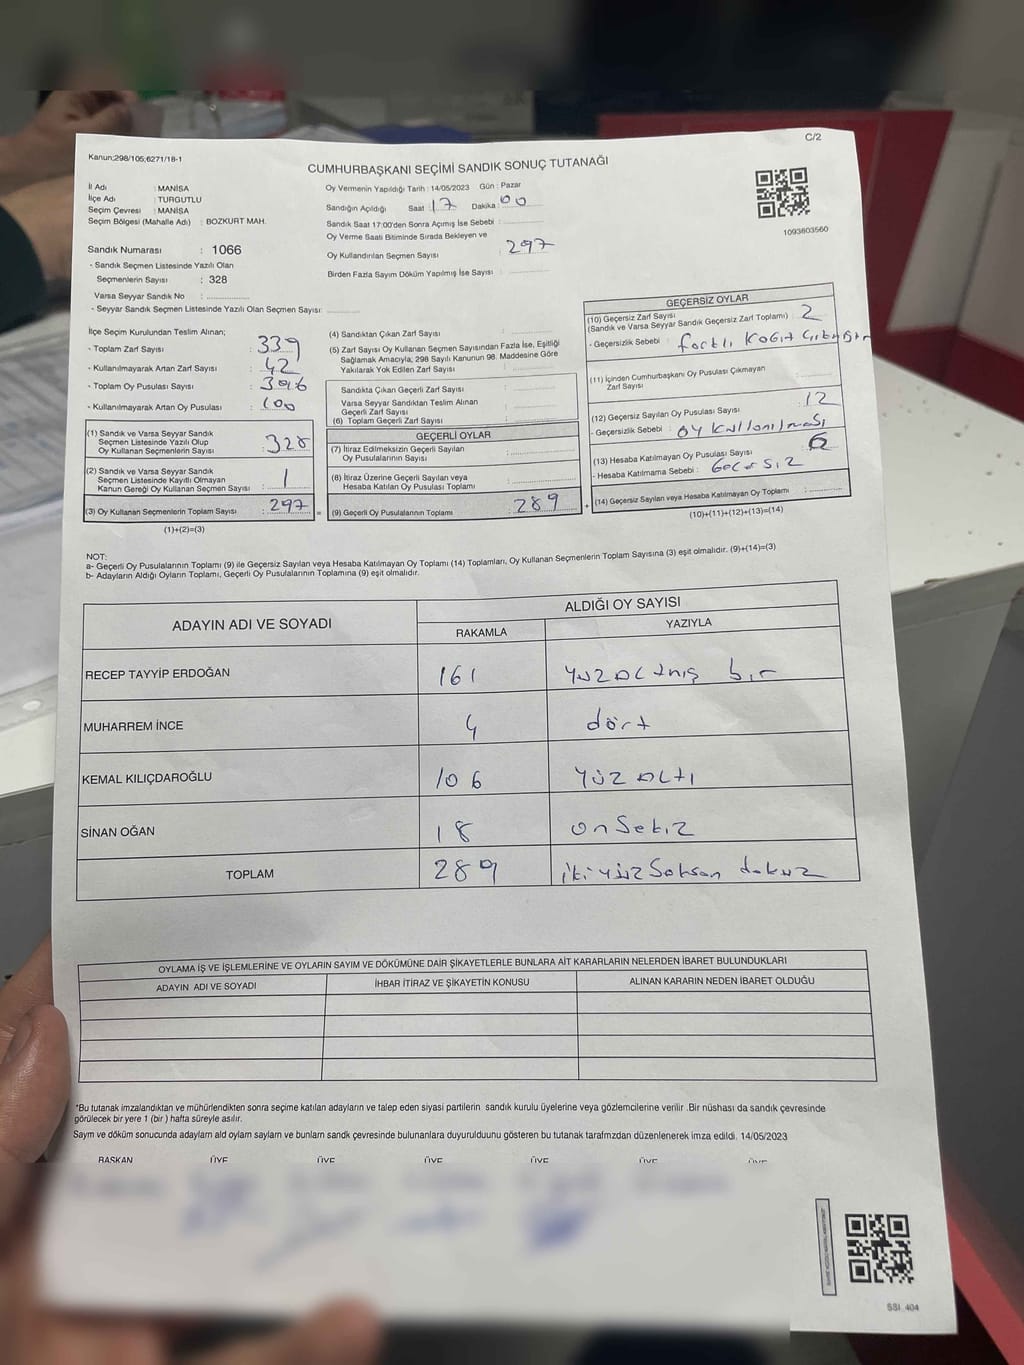 C/2
Kanun;298/105;6271/18-1
CUMHURBAŞKANI SEÇİMİ SANDIK SONUÇ TUTANAĞI
İl Adı : MANİSA
İlçe Adı : TURGUTLU
Seçim Çevresi : MANİSA
Seçim Bölgesi (Mahalle Adı) : BOZKURT MAH.
Sandık Numarası : 1066
- Sandık Seçmen Listesinde Yazılı Olan
Seçmenlerin Sayısı : 328
Varsa Seyyar Sandık No :
- Seyyar Sandık Seçmen Listesinde Yazılı Olan Seçmen Sayısı:
Oy Vermenin Yapıldığı Tarih : 14/05/2023 Gün : Pazar
Sandığın Açıldığı Saat : 17 Dakika : 00
Sandık Saat 17:00'den Sonra Açımış İse Sebebi :
Oy Verme Saati Bitiminde Sırada Bekleyen ve
Oy Kullandırılan Seçmen Sayısı : 297
Birden Fazla Sayım Döküm Yapılmış İse Sayısı :
1093603560
İlçe Seçim Kurulundan Teslim Alınan;
- Toplam Zarf Sayısı : 339
- Kullanılmayarak Artan Zarf Sayısı : 42
- Toplam Oy Pusulası Sayısı :
- Kullanılmayarak Artan Oy Pusulası : 100
(1) Sandık ve Varsa Seyyar Sandık
Seçmen Listesinde Yazılı Olup
Oy Kullanan Seçmenlerin Sayısı : 328
(2) Sandık ve Varsa Seyyar Sandık
Seçmen Listesinde Kayıtlı Olmayan
Kanun Gereği Oy Kullanan Seçmen Sayısı : 1
(3) Oy Kullanan Seçmenlerin Toplam Sayısı : 297 =
(1)+(2)=(3)
(4) Sandıktan Çıkan Zarf Sayısı :
(5) Zarf Sayısı Oy Kullanan Seçmen Sayısından Fazla İse, Eşitliği
Sağlamak Amacıyla, 298 Sayılı Kanunun 98. Maddesine Göre
Yakılarak Yok Edilen Zarf Sayısı :
Sandıkta Çıkan Geçerli Zarf Sayısı :
Varsa Seyyar Sandıktan Teslim Alınan
Geçerli Zarf Sayısı :
(6) Toplam Geçerli Zarf Sayısı :
GEÇERLİ OYLAR
(7) İtiraz Edilmeksizin Geçerli Sayılan
Oy Pusulalarının Sayısı :
(8) İtiraz Üzerine Geçerli Sayılan veya
Hesaba Katılan Oy Pusulası Toplamı :
(9) Geçerli Oy Pusulalarının Toplamı : 289 +
GEÇERSİZ OYLAR
(10) Geçersiz Zarf Sayısı : 2
(Sandık ve Varsa Seyyar Sandık Geçersiz Zarf Toplamı)
- Geçersizlik Sebebi : farklı Kağıt
(11) İçinden Cumhurbaşkanı Oy Pusulası Çıkmayan
Zarf Sayısı :
(12) Geçersiz Sayılan Oy Pusulası Sayısı : 12
- Geçersizlik Sebebi : oy kullanılması
(13) Hesaba Katılmayan Oy Pusulası Sayısı :
- Hesaba Katılmama Sebebi : Gecersiz
(14) Geçersiz Sayılan veya Hesaba Katılmayan Oy Toplamı :
(10)+(11)+(12)+(13)=(14)
NOT:
a- Geçerli Oy Pusulalarının Toplamı (9) ile Geçersiz Sayılan veya Hesaba Katılmayan Oy Toplamı (14) Toplamları, Oy Kullanan Seçmenlerin Toplam Sayısına (3) eşit olmalıdır. (9)+(14)=(3)
b- Adayların Aldığı Oyların Toplamı, Geçerli Oy Pusulalarının Toplamına (9) eşit olmalıdır.
ADAYIN ADI VE SOYADI
ALDIĞI OY SAYISI
RAKAMLA YAZIYLA
RECEP TAYYİP ERDOĞAN 161 yüzaltmış bir
MUHARREM İNCE 4 dört
KEMAL KILIÇDAROĞLU 106 yüz altı
SİNAN OĞAN 18 onsekiz
TOPLAM 289 ikiyüz Seksan dokuz
OYLAMA İŞ VE İŞLEMLERİNE VE OYLARIN SAYIM VE DÖKÜMÜNE DAİR ŞİKAYETLERLE BUNLARA AİT KARARLARIN NELERDEN İBARET BULUNDUKLARI
ADAYIN ADI VE SOYADI İHBAR İTİRAZ VE ŞİKAYETİN KONUSU ALINAN KARARIN NEDEN İBARET OLDUĞU
*Bu tutanak imzalandıktan ve mühürlendikten sonra seçime katılan adayların ve talep eden siyasi partilerin sandık kurulu üyelerine veya gözlemcilerine verilir .Bir nüshası da sandık çevresinde
görülecek bir yere 1 (bir ) hafta süreyle asılır.
Saym ve döküm sonucunda adaylarn ald oylarn saylarn ve bunlarn sandk çevresinde bulunanlara duyurulduunu gösteren bu tutanak tarafmzdan düzenlenerek imza edildi. 14/05/2023
BAŞKAN ÜYE ÜYE ÜYE ÜYE ÜYE ÜYE
SSI. 404